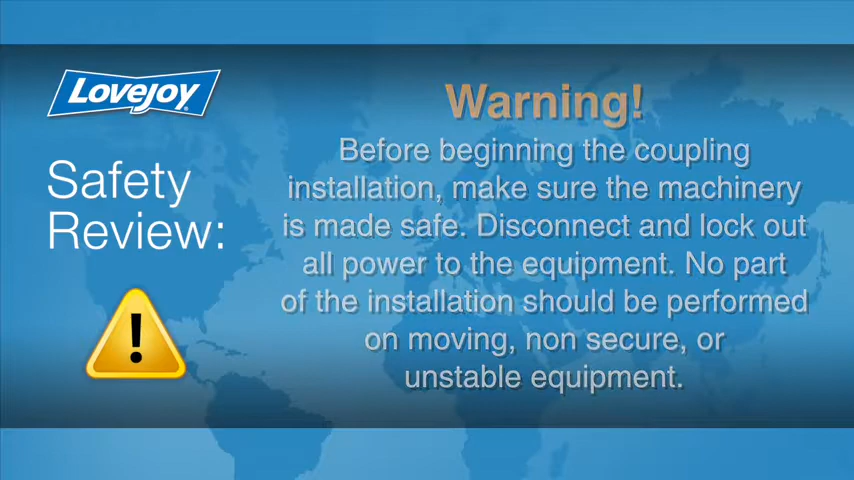 Lovejoy
Safety
Review:
Warning!
Before beginning the coupling
installation, make sure the machinery
is made safe. Disconnect and lock out
all power to the equipment. No part
of the installation should be performed
on moving, non secure, or
unstable equipment.